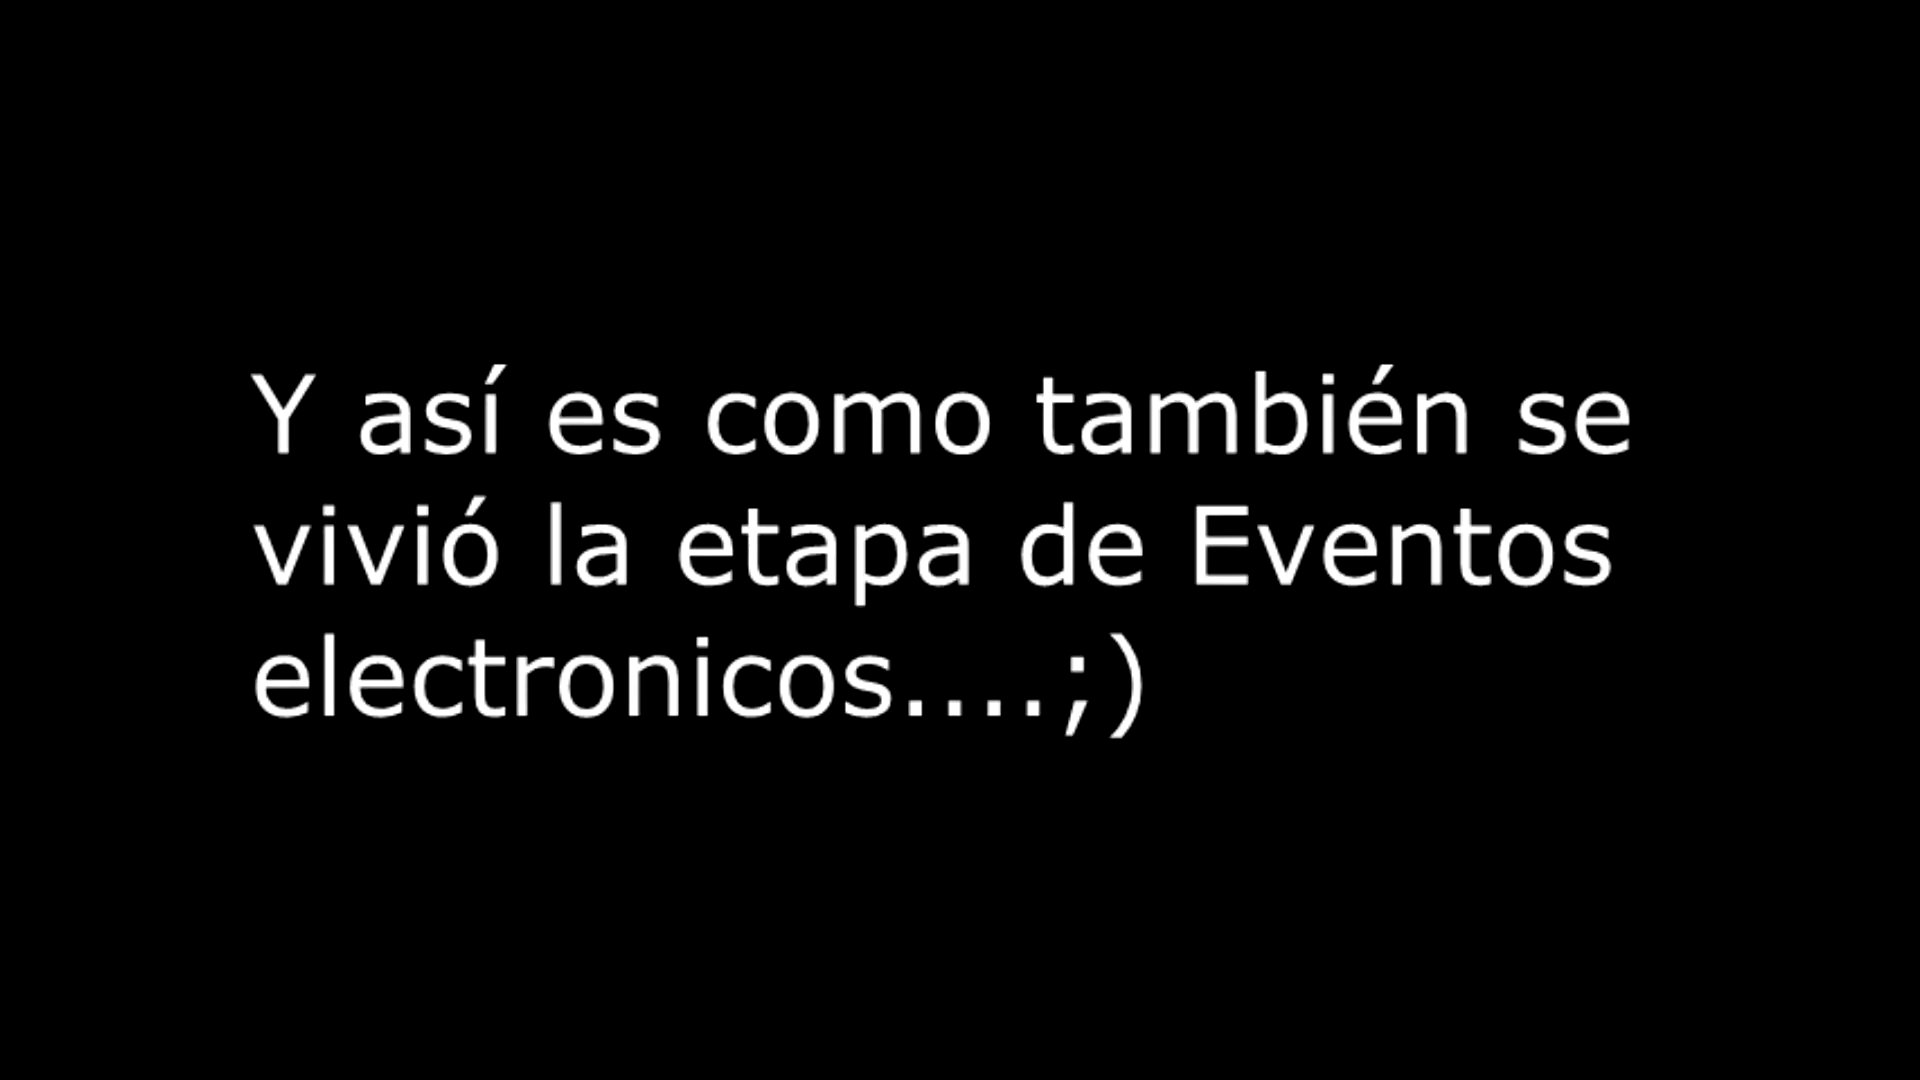 Y así es como también se
vivió la etapa de Eventos
electronicos....;)